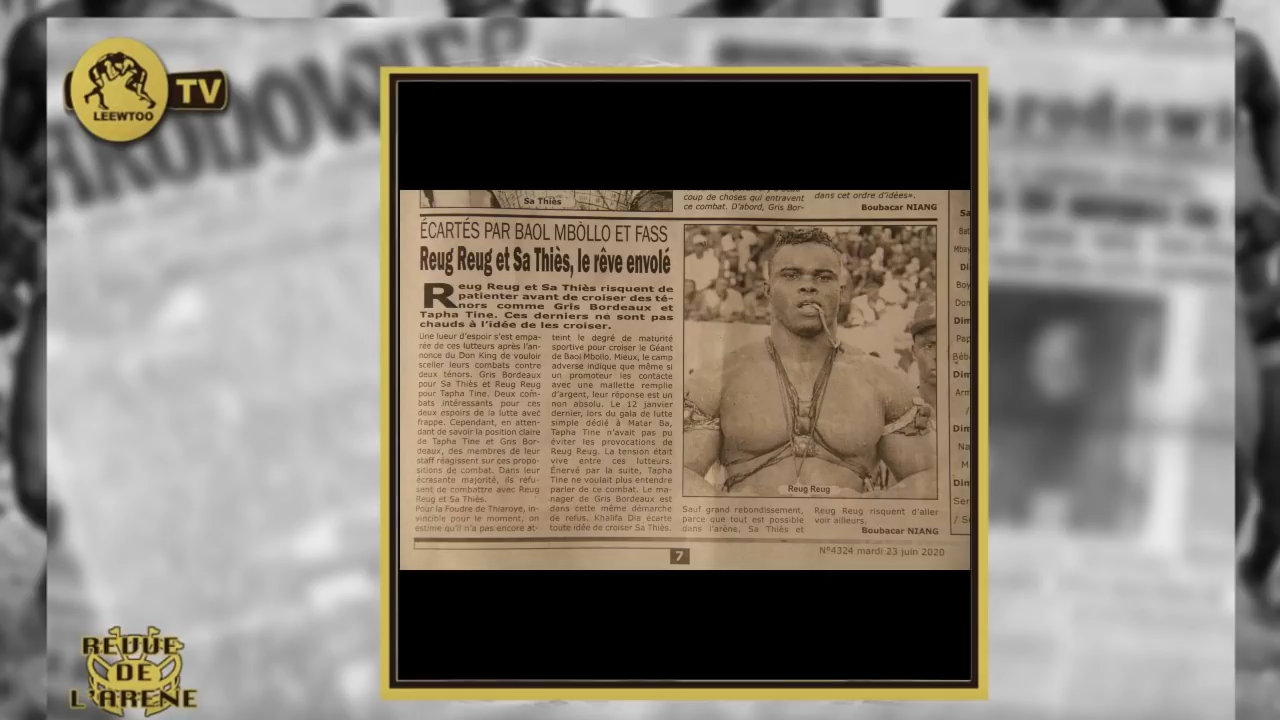 LEEWTOO
TV
Sa Thiès
coup de choses qui entravent
ce combat. D'abord, Gris Bor-
dans cet ordre d'idées».
Boubacar NIANG
ÉCARTÉS PAR BAOL MBÒLLO ET FASS
Reug Reug et Sa Thiès, le rêve envolé
Reug Reug et Sa Thiès risquent de
patienter avant de croiser des té-
nors comme Gris Bordeaux et
Tapha Tine. Ces derniers ne sont pas
chauds à l'idée de les croiser.
Une lueur d'espoir s'est empa-
rée de ces lutteurs après l'an-
nonce du Don King de vouloir
sceller leurs combats contre
deux ténors. Gris Bordeaux
pour Sa Thiès et Reug Reug
pour Tapha Tine. Deux com-
bats intéressants pour ces
deux espoirs de la lutte avec
frappe. Cependant, en atten-
dant de savoir la position claire
de Tapha Tine et Gris Bor-
deaux, des membres de leur
staff réagissent sur ces propo-
sitions de combat. Dans leur
écrasante majorité, ils refu-
sent de combattre avec Reug
Reug et Sa Thiès.
Pour la Foudre de Thiaroye, in-
vincible pour le moment, on
estime qu'il n'a pas encore at-
teint le degré de maturité
sportive pour croiser le Géant
de Baol Mbollo. Mieux, le camp
adverse indique que même si
un promoteur les contacte
avec une mallette remplie
d'argent, leur réponse est un
non absolu. Le 12 janvier
dernier, lors du gala de lutte
simple dédié à Matar Ba,
Tapha Tine n'avait pas pu
éviter les provocations de
Reug Reug. La tension était
vive entre ces lutteurs.
Énervé par la suite, Tapha
Tine ne voulait plus entendre
parler de ce combat. Le ma-
nager de Gris Bordeaux est
dans cette même démarche
de refus. Khalifa Dia écarte
toute idée de croiser Sa Thiès.
Reug Reug
Sauf grand rebondissement,
parce que tout est possible
dans l'arène, Sa Thiès et
Reug Reug risquent d'aller
voir ailleurs.
Boubacar NIANG
7
N°4324 mardi 23 juin 2020
REVUE
DE
L'ARENE